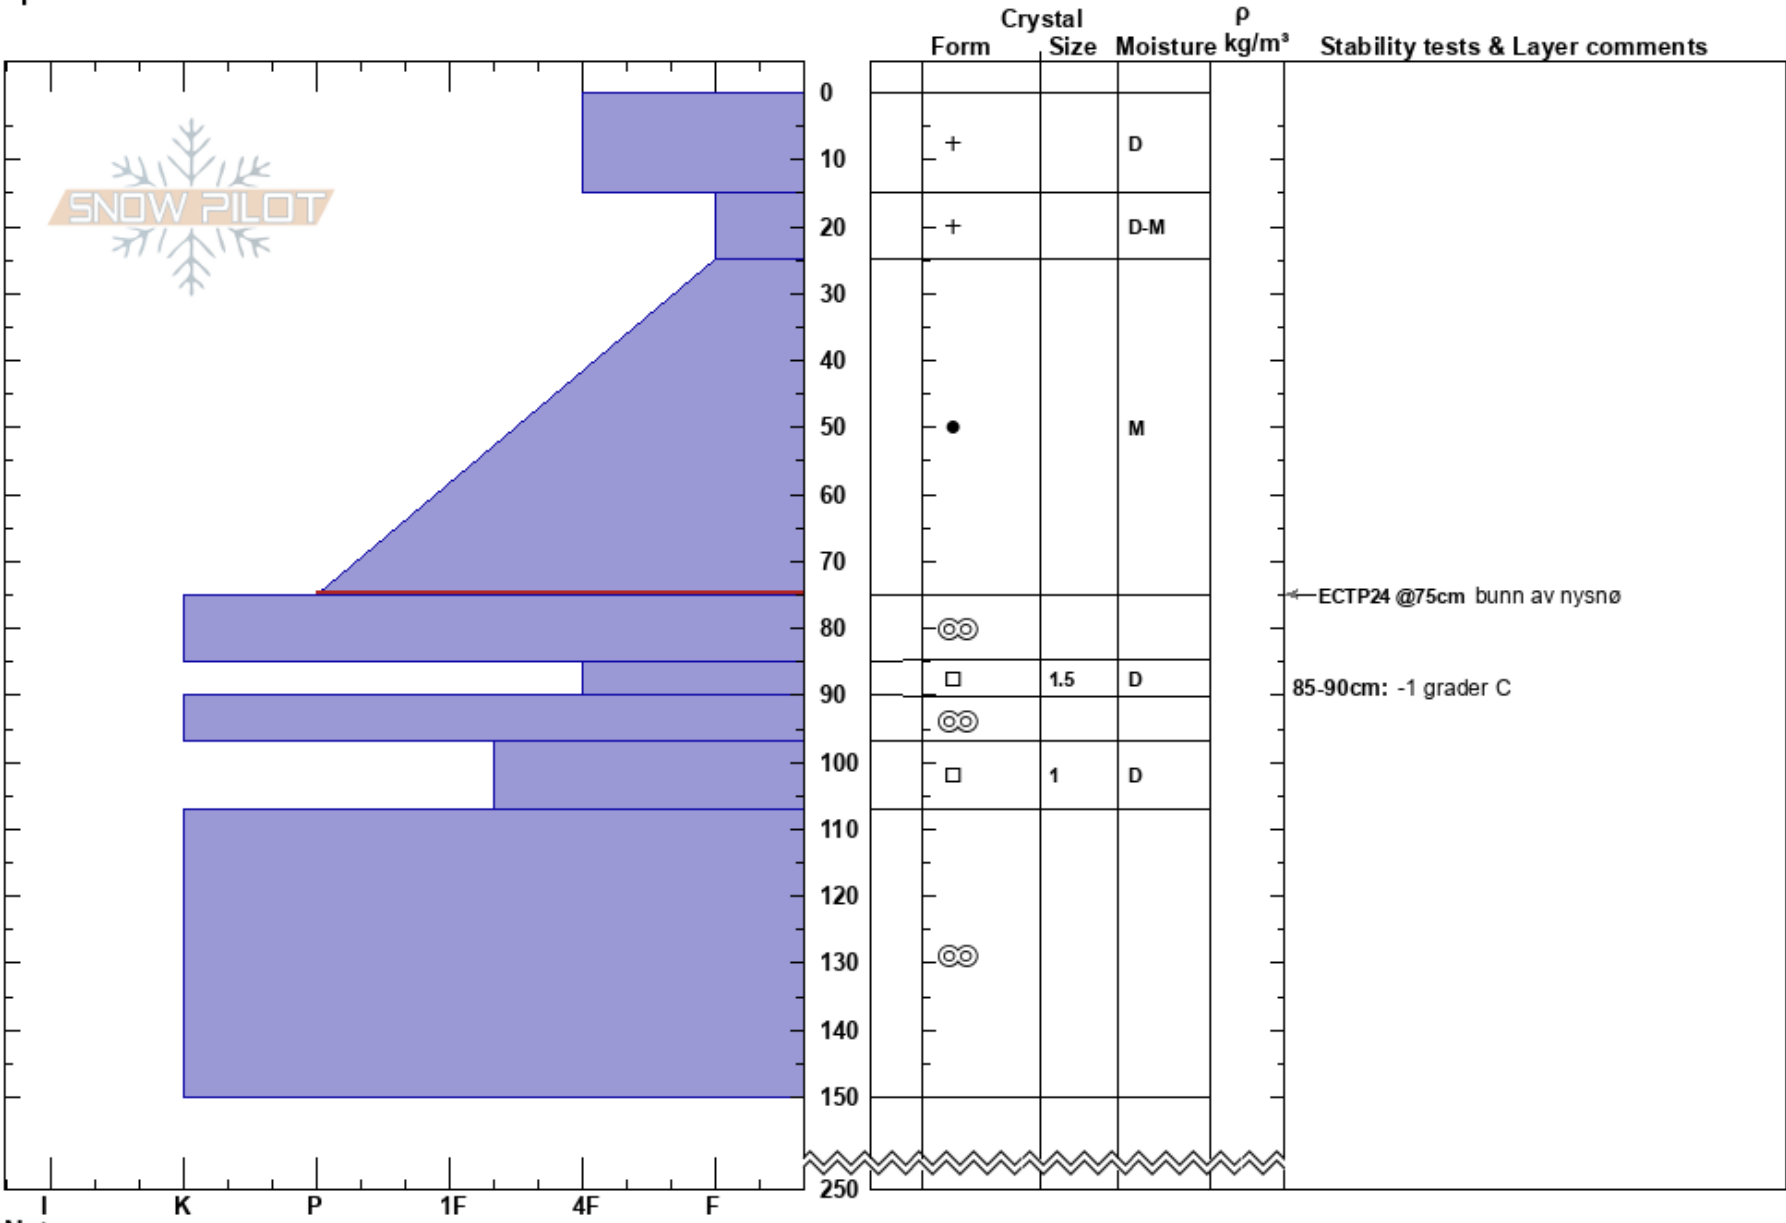 Crystal
ρ
Form Size Moisture kg/m³ Stability tests & Layer comments
SNOW PILOT
0
+ D
10
+ D-M
20
30
40
50
M
60
70
ECTP24 @75cm bunn av nysnø
80
1.5 D
85-90cm: -1 grader C
90
100
1 D
110
120
130
140
150
250
I K P 1F 4F F